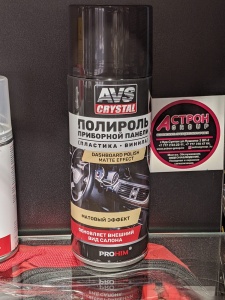 AVS
CRYSTAL
ПОЛИРОЛЬ
ПРИБОРНОЙ ПАНЕЛИ
ПЛАСТИКА • ВИНИЛА
DASHBOARD POLISH
MATTE EFFECT
МАТОВЫЙ ЭФФЕКТ
ОБНОВЛЯЕТ ВНЕШНИЙ
ВИД САЛОНА
PROHIM
АСТРОН
GROUP